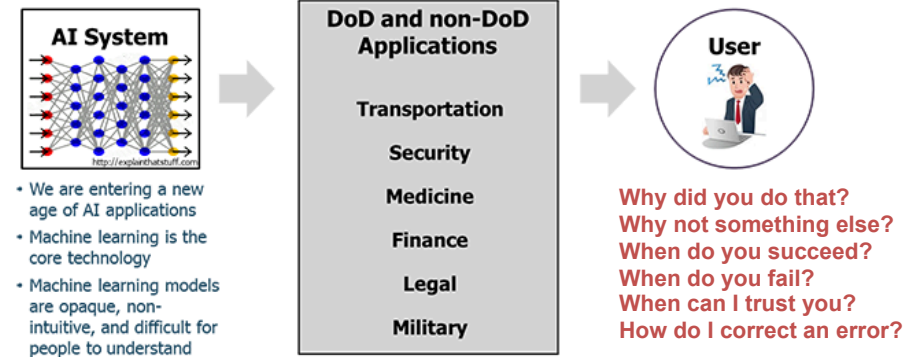 AI System
http://explainthatstuff.com
• We are entering a new
age of AI applications
• Machine learning is the
core technology
• Machine learning models
are opaque, non-
intuitive, and difficult for
people to understand
DoD and non-DoD
Applications
Transportation
Security
Medicine
Finance
Legal
Military
User
Why did you do that?
Why not something else?
When do you succeed?
When do you fail?
When can I trust you?
How do I correct an error?